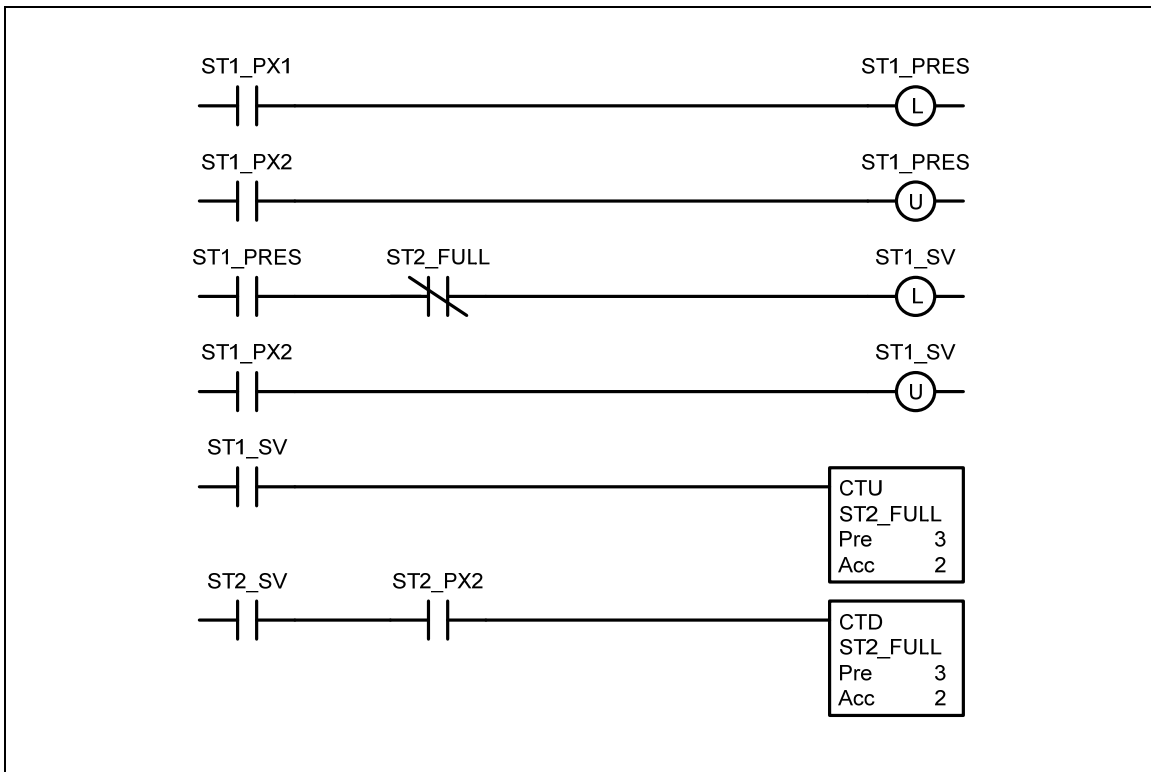 ST1_PX1 ST1_PRES
L
ST1_PX2 ST1_PRES
U
ST1_PRES ST2_FULL ST1_SV
L
ST1_PX2 ST1_SV
U
ST1_SV
CTU
ST2_FULL
Pre 3
Acc 2
ST2_SV ST2_PX2
CTD
ST2_FULL
Pre 3
Acc 2